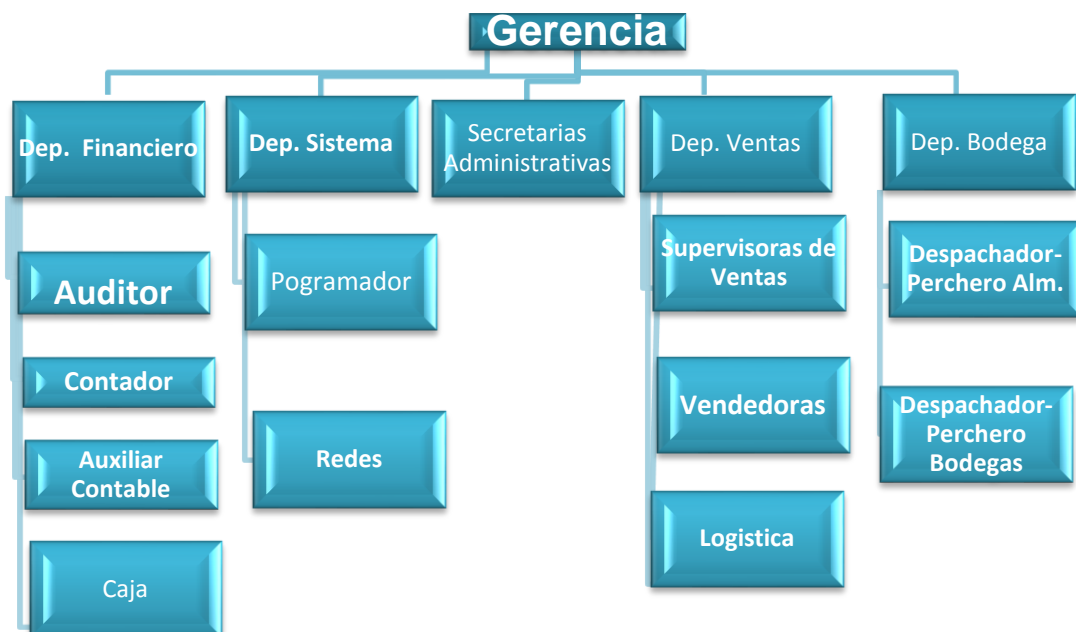 Gerencia
Dep. Financiero
Dep. Sistema
Secretarias
Administrativas
Dep. Ventas
Dep. Bodega
Auditor
Contador
Auxiliar
Contable
Caja
Pogramador
Redes
Supervisoras de
Ventas
Vendedoras
Logistica
Despachador-
Perchero Alm.
Despachador-
Perchero
Bodegas